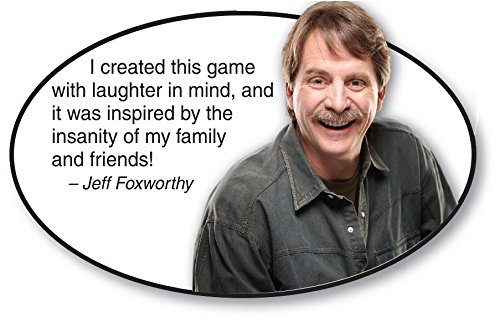 I created this game
with laughter in mind, and
it was inspired by the
insanity of my family
and friends!
– Jeff Foxworthy